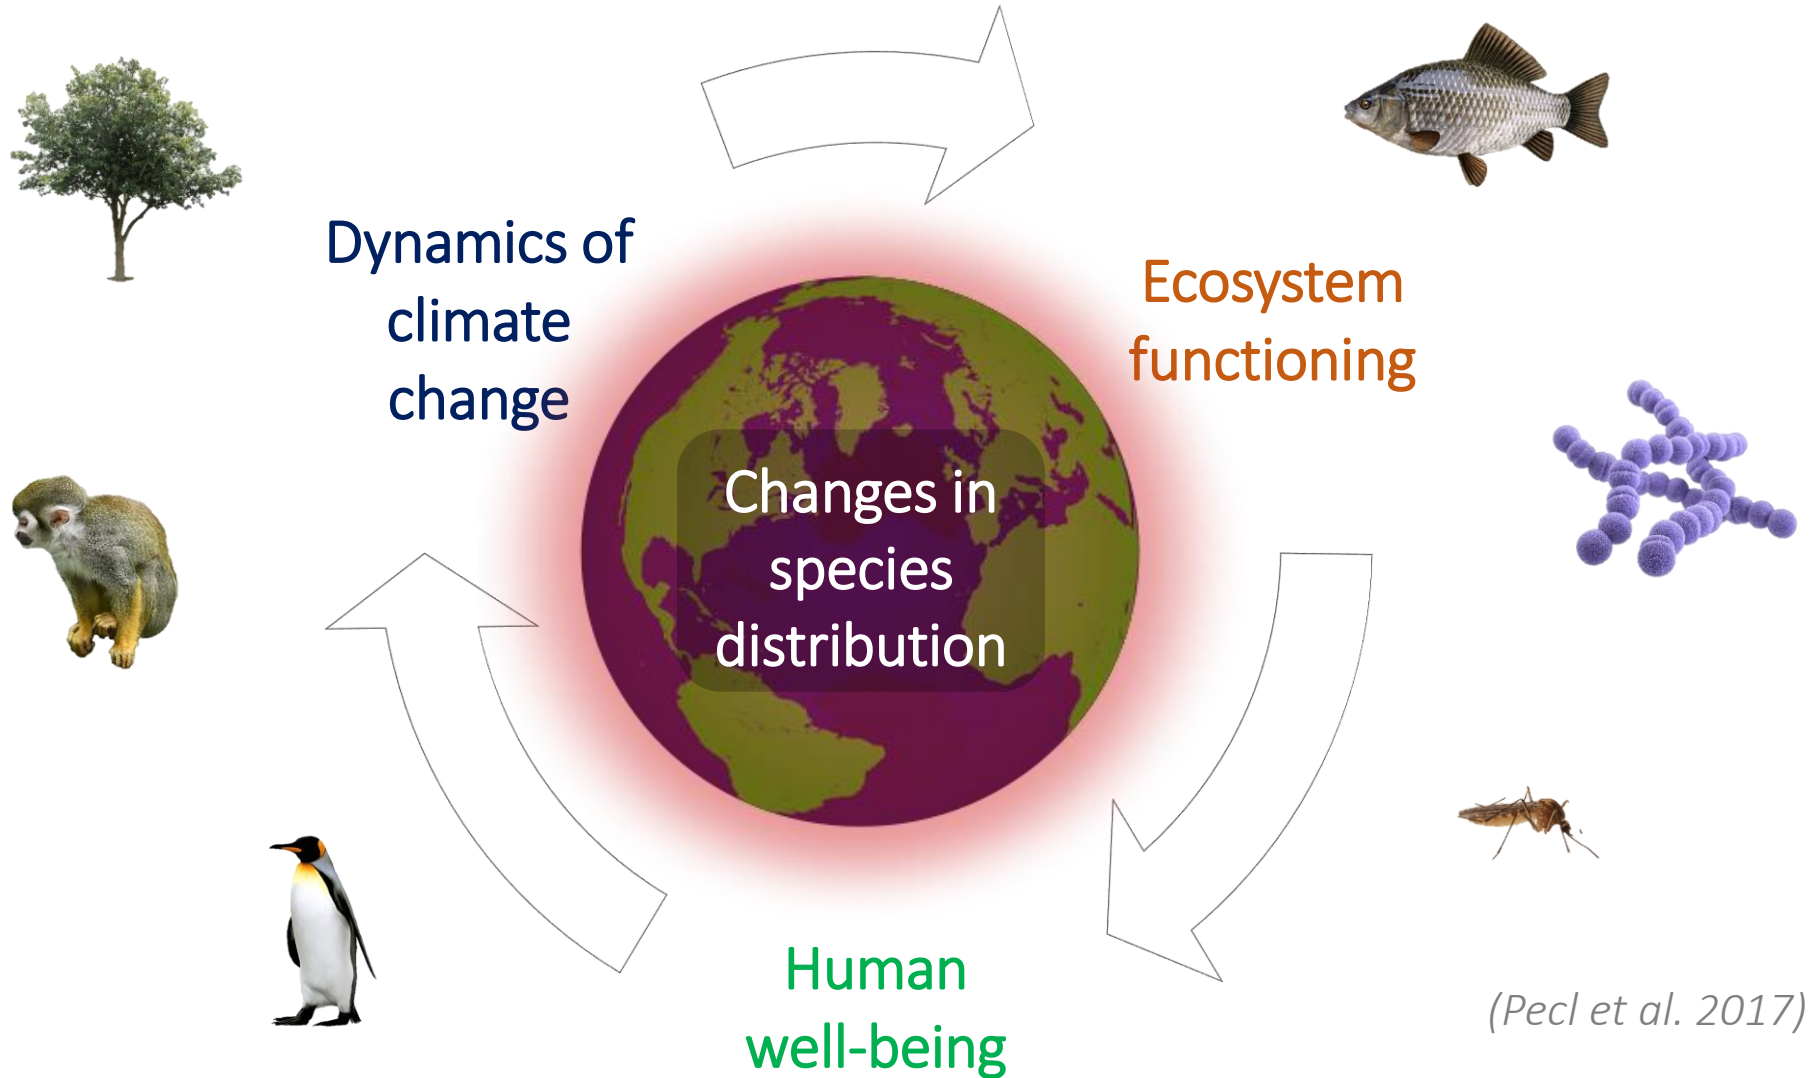 Dynamics of
climate
change
Ecosystem
functioning
Changes in
species
distribution
Human
well-being
(Pecl et al. 2017)